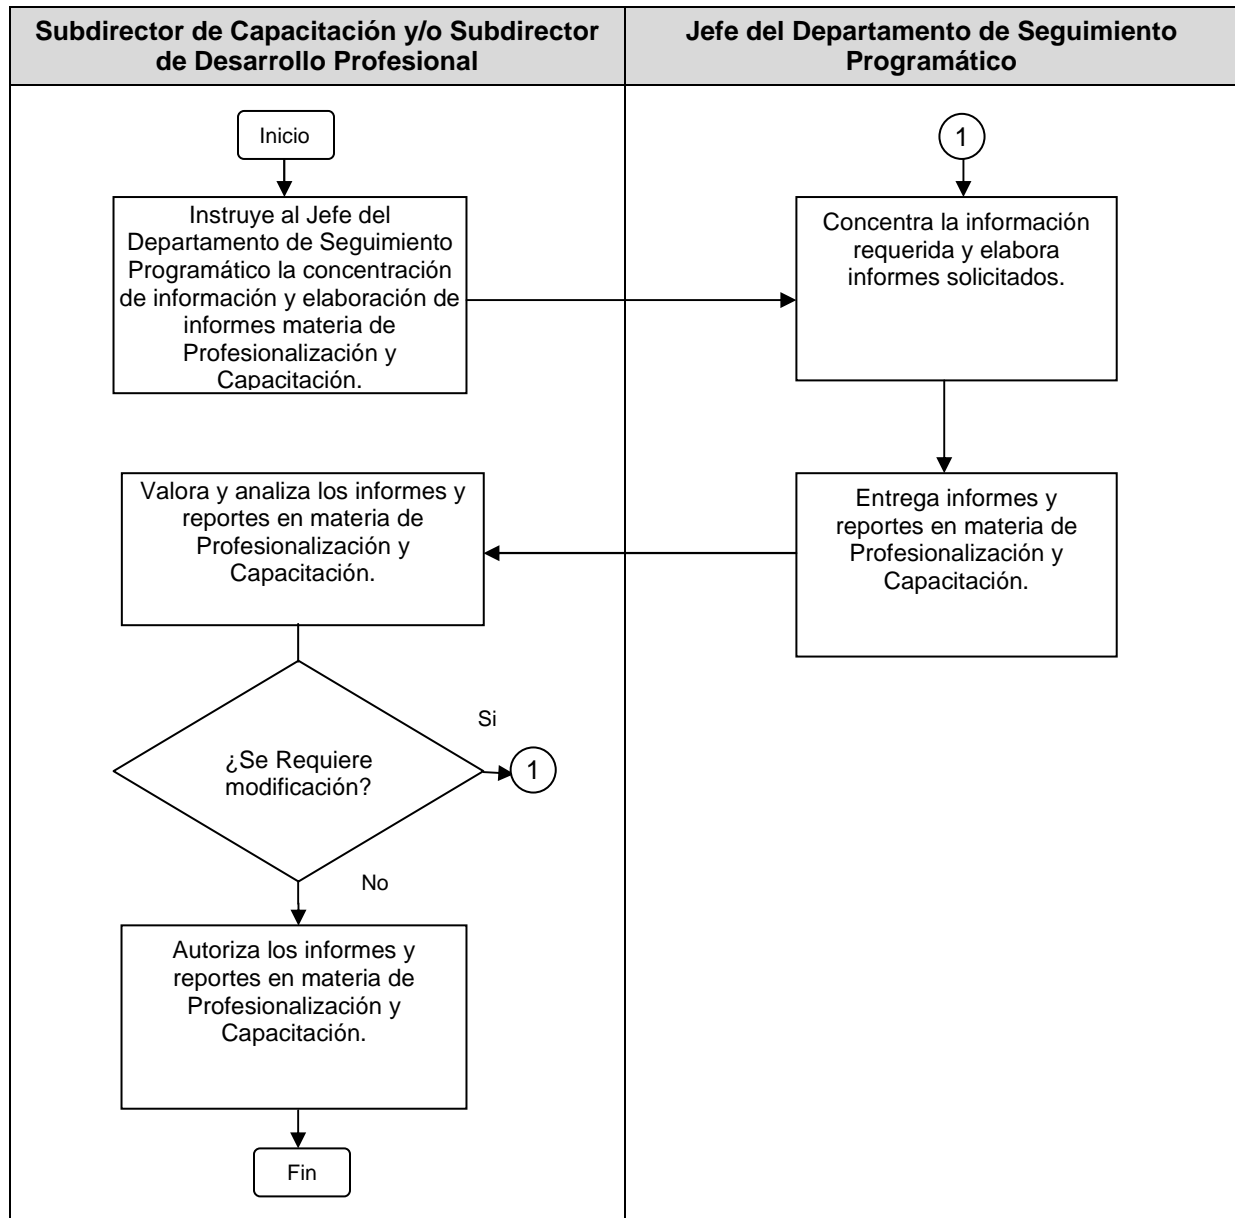 Subdirector de Capacitación y/o Subdirector
de Desarrollo Profesional
Jefe del Departamento de Seguimiento
Programático
Inicio
Instruye al Jefe del
Departamento de Seguimiento
Programático la concentración
de información y elaboración de
informes materia de
Profesionalización y
Capacitación.
1
Concentra la información
requerida y elabora
informes solicitados.
Entrega informes y
reportes en materia de
Profesionalización y
Capacitación.
Valora y analiza los informes y
reportes en materia de
Profesionalización y
Capacitación.
¿Se Requiere
modificación?
Si
1
No
Autoriza los informes y
reportes en materia de
Profesionalización y
Capacitación.
Fin